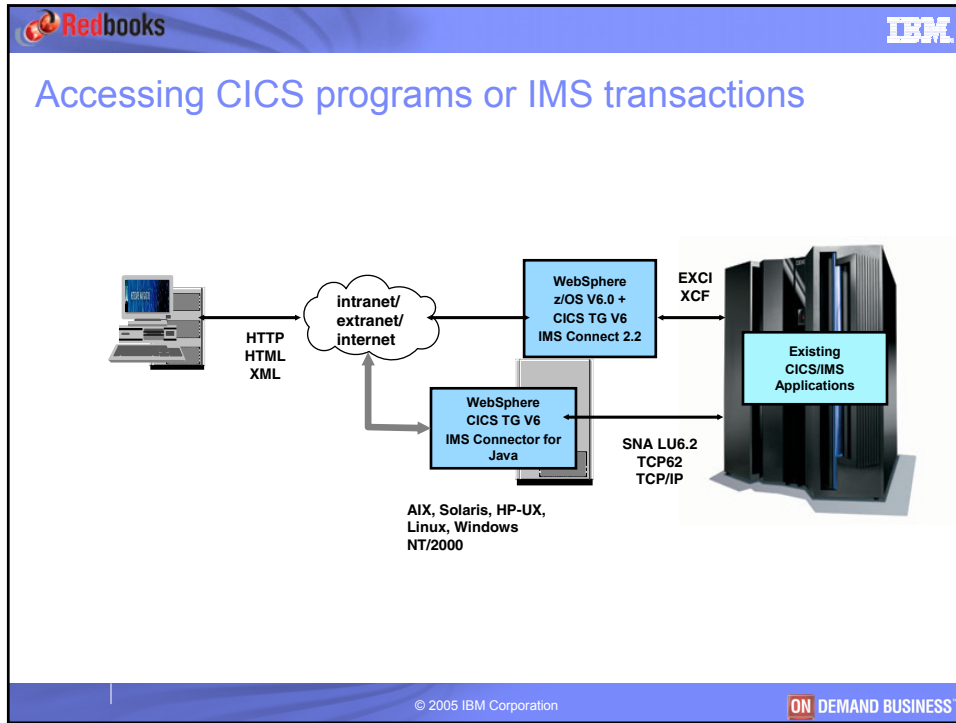 Redbooks
IBM
Accessing CICS programs or IMS transactions
HTTP
HTML
XML
intranet/
extranet/
internet
WebSphere
z/OS V6.0 +
CICS TG V6
IMS Connect 2.2
EXCI
XCF
Existing
CICS/IMS
Applications
WebSphere
CICS TG V6
IMS Connector for
Java
SNA LU6.2
TCP62
TCP/IP
AIX, Solaris, HP-UX,
Linux, Windows
NT/2000
© 2005 IBM Corporation
ON DEMAND BUSINESS™